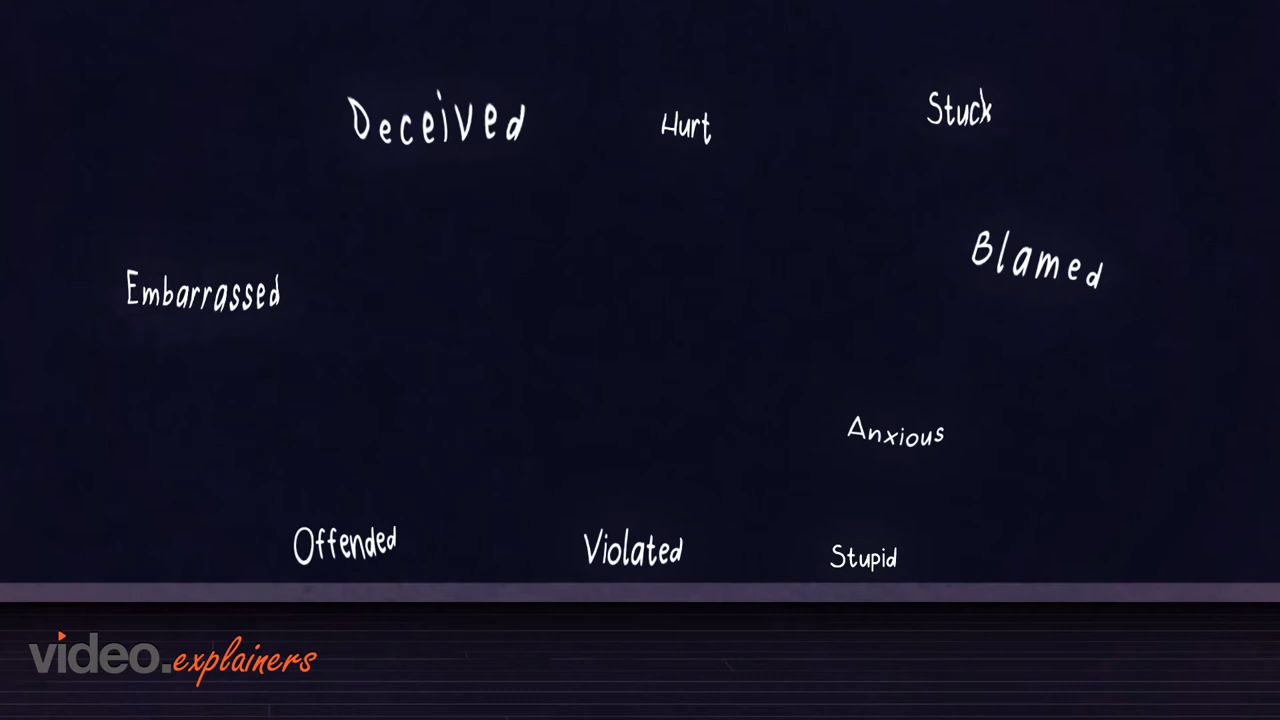 Deceived
Hurt
Stuck
Blamed
Embarrassed
Anxious
Offended
Violated
Stupid
video.explainers